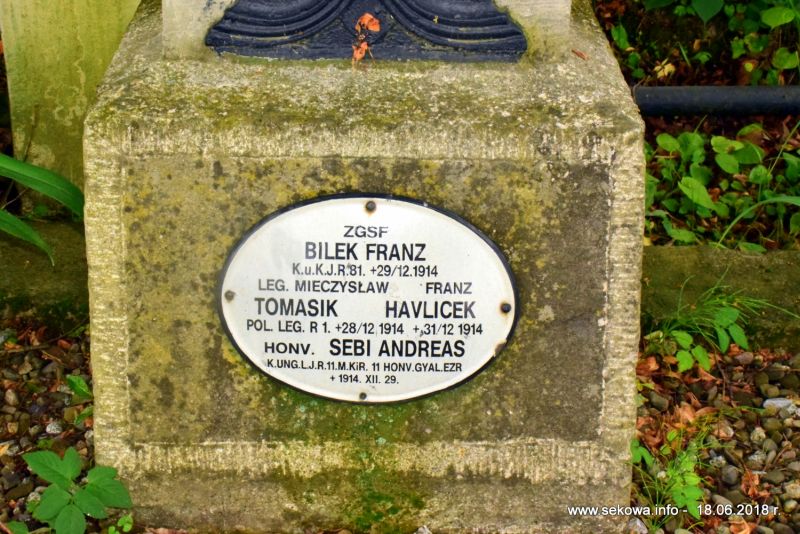 ZGSF
BILEK FRANZ
K.u.K.J.R.81. +29/12.1914
LEG. MIECZYSŁAW FRANZ
TOMASIK HAVLICEK
POL. LEG. R 1. +28/12.1914 +31/12 1914
HONV. SEBI ANDREAS
K.UNG.L.J.R.11.M.KiR. 11 HONV.GYAL.EZR
+ 1914. XII. 29.
www.sekowa.info - 18.06.2018 r.